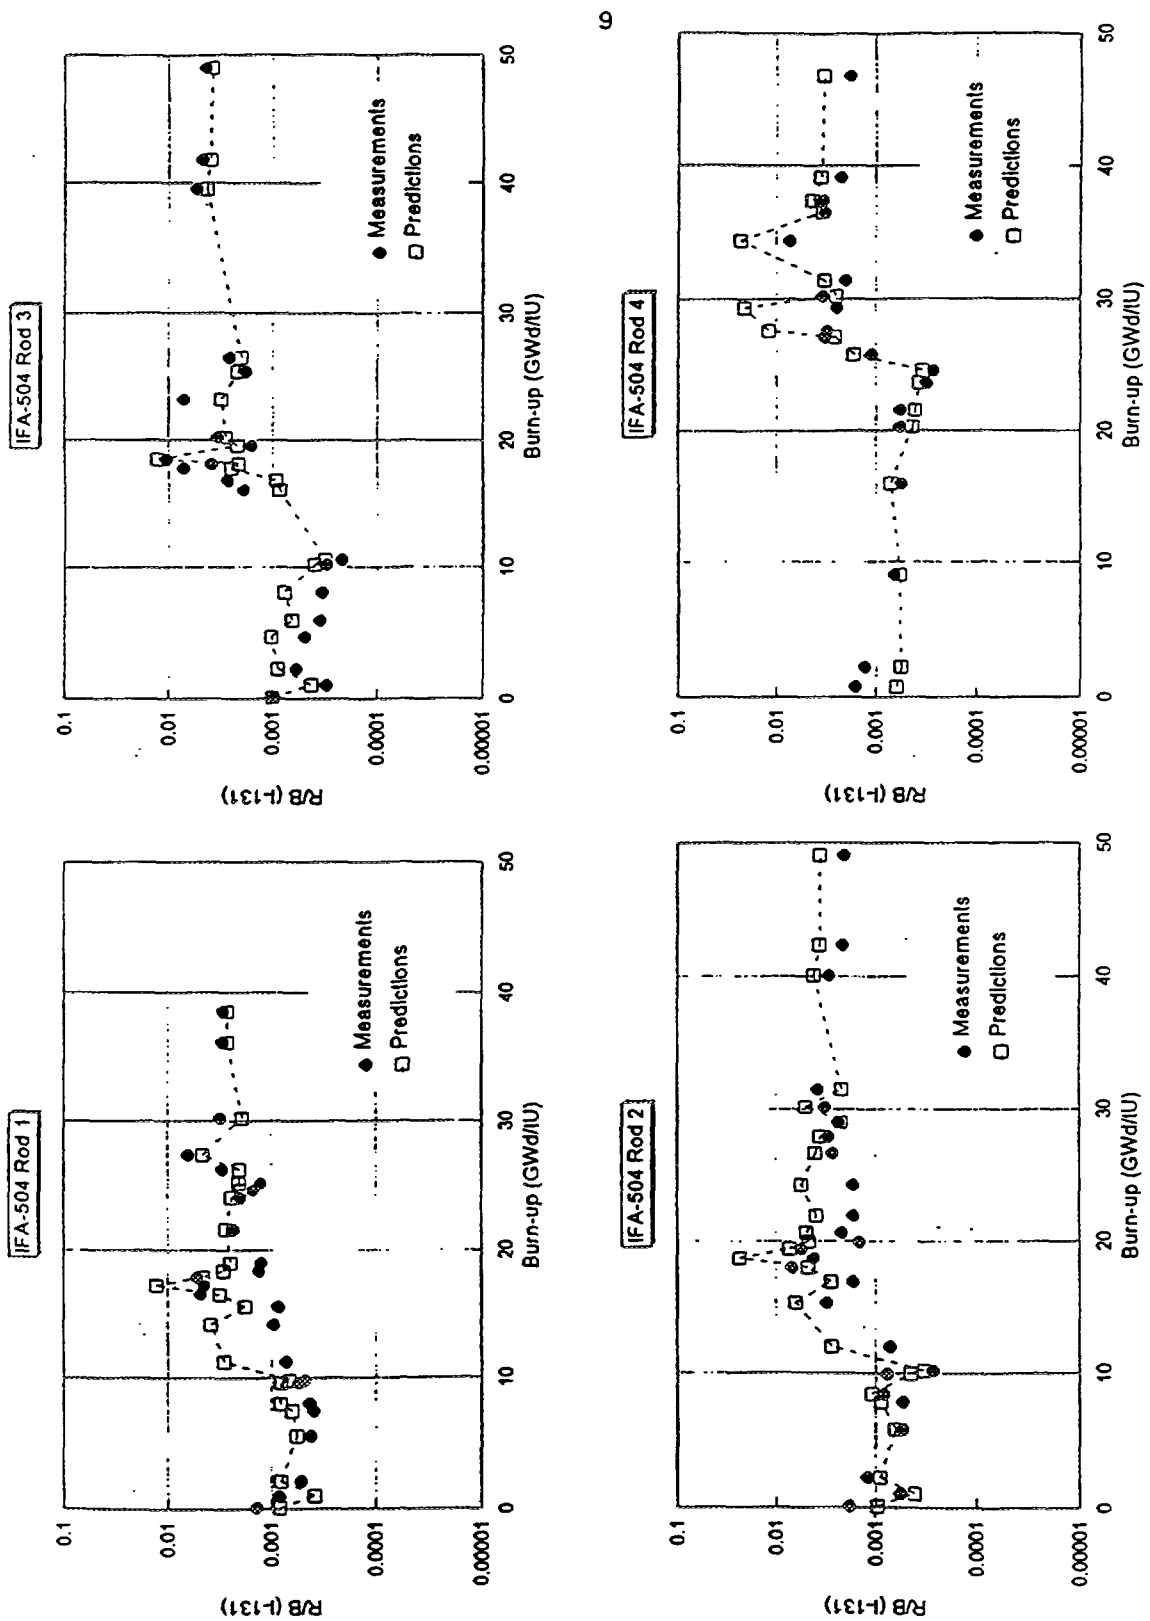 9
IFA-504 Rod 1
0.1
0.01
0.001
0.0001
0.00001
R/B (I-131)
Measurements
Predictions
0 10 20 30 40 50
Burn-up (GWd/tU)
IFA-504 Rod 3
0.1
0.01
0.001
0.0001
0.00001
R/B (I-131)
Measurements
Predictions
0 10 20 30 40 50
Burn-up (GWd/tU)
IFA-504 Rod 2
0.1
0.01
0.001
0.0001
0.00001
R/B (I-131)
Measurements
Predictions
0 10 20 30 40 50
Burn-up (GWd/tU)
IFA-504 Rod 4
0.1
0.01
0.001
0.0001
0.00001
R/B (I-131)
Measurements
Predictions
0 10 20 30 40 50
Burn-up (GWd/tU)